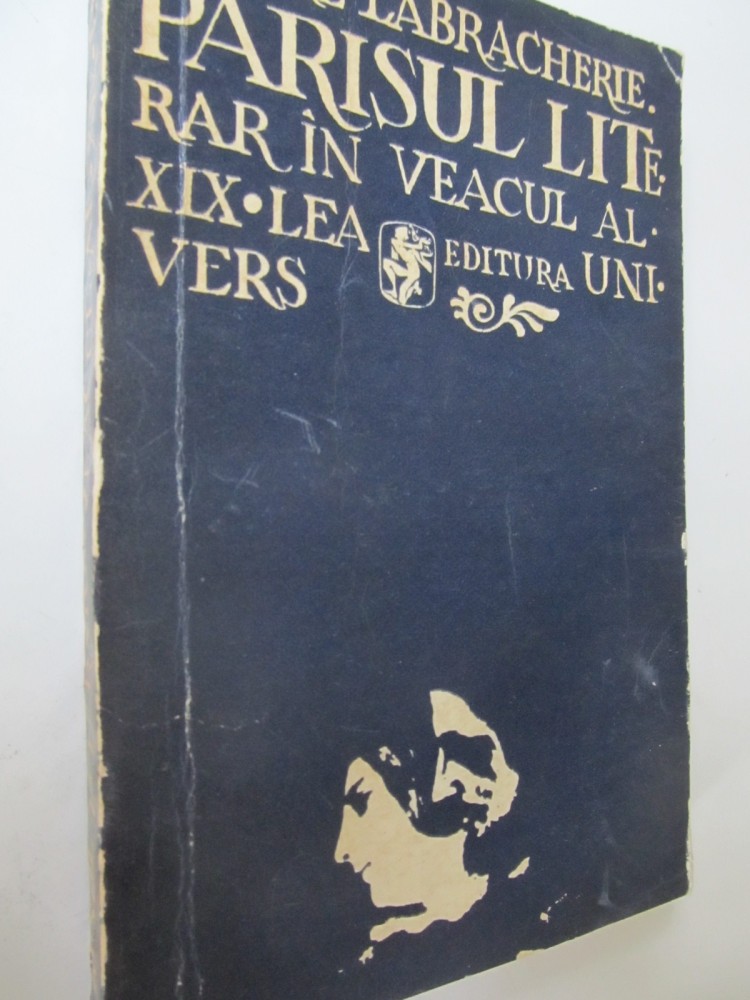 LABRACHERIE.
PARISUL LITE.
RAR ÎN VEACUL AL.
XIX•LEA EDITURA UNI.
VERS